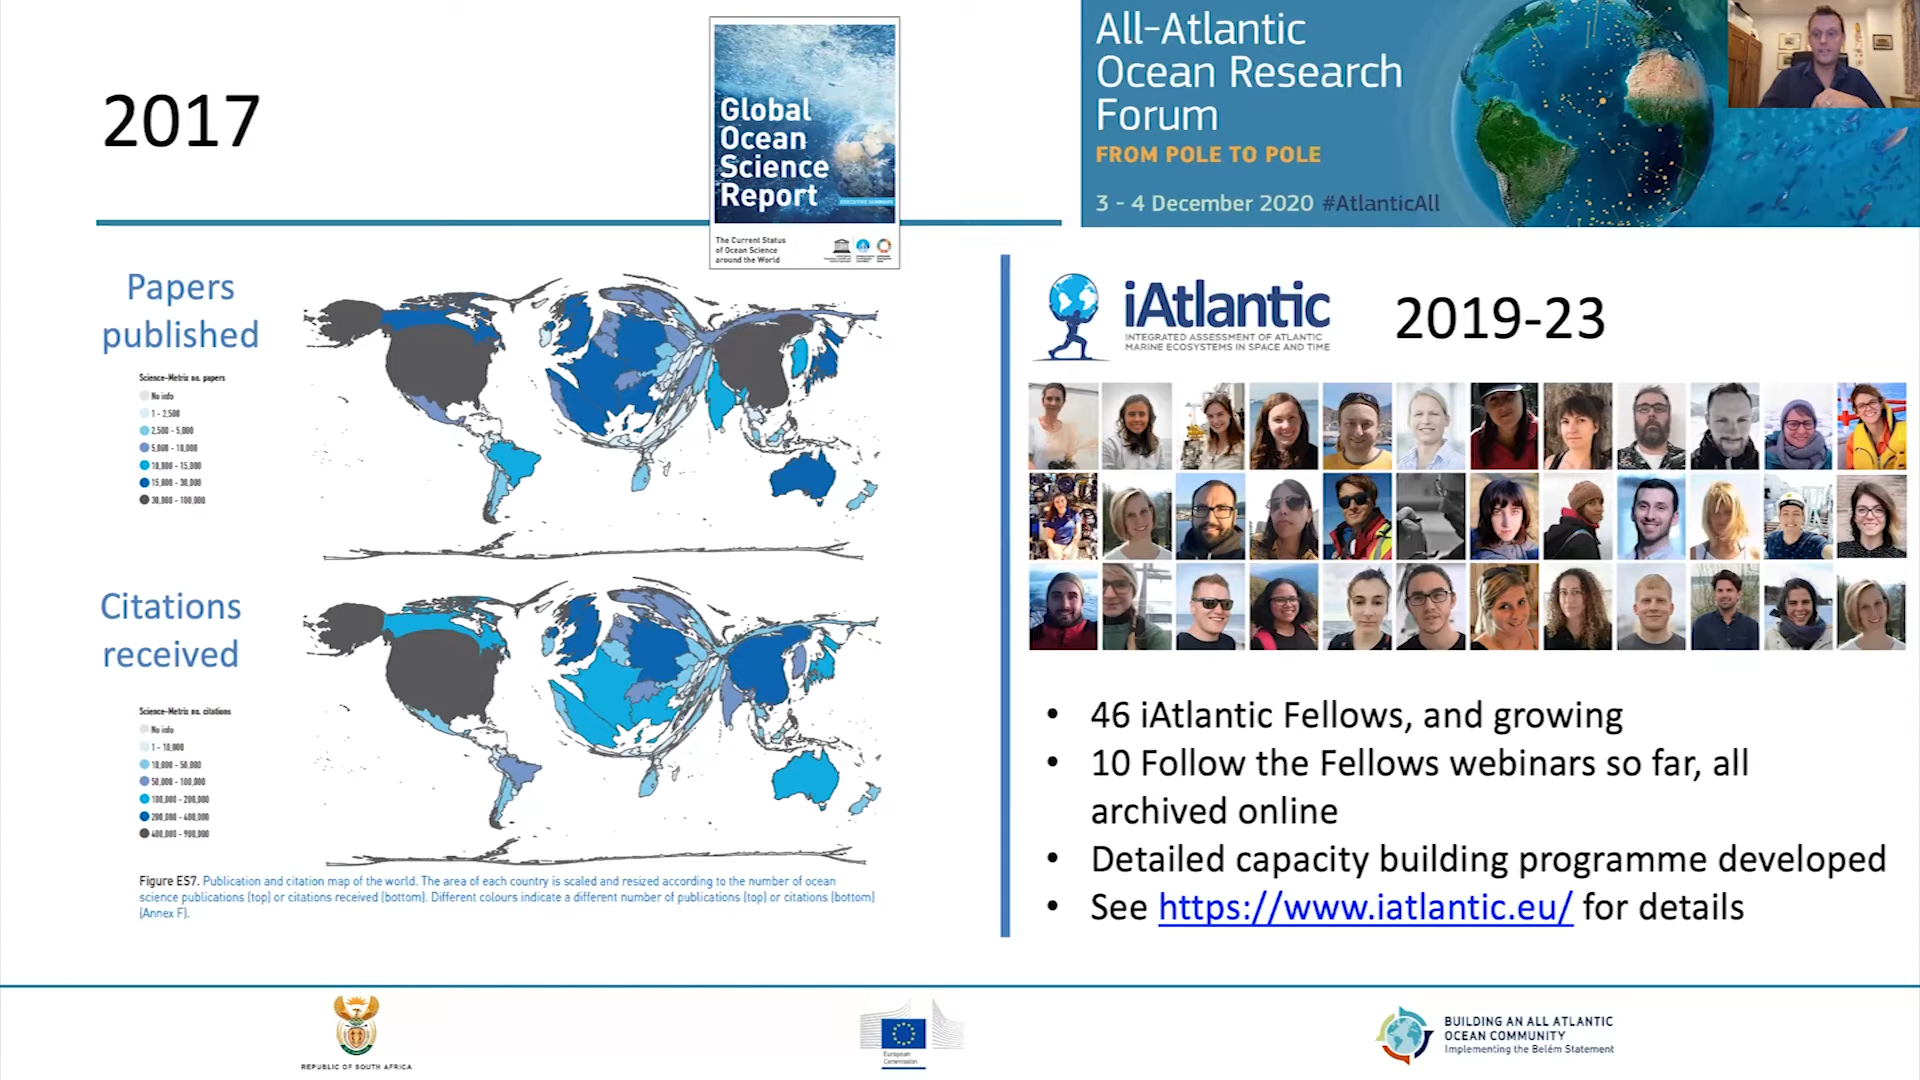 2017
Global
Ocean
Science
Report
EXECUTIVE SUMMARY
The Current Status
of Ocean Science
around the World
All-Atlantic
Ocean Research
Forum
FROM POLE TO POLE
3 - 4 December 2020 #AtlanticAll
Papers
published
Science-Metrix no. papers
No info
1 - 2,500
2,500 - 5,000
5,000 - 10,000
10,000 - 15,000
15,000 - 30,000
30,000 - 100,000
Citations
received
Science-Metrix no. citations
No info
1 - 10,000
10,000 - 50,000
50,000 - 100,000
100,000 - 200,000
200,000 - 400,000
400,000 - 900,000
Figure ES7. Publication and citation map of the world. The area of each country is scaled and resized according to the number of ocean
science publications (top) or citations received (bottom). Different colours indicate a different number of publications (top) or citations (bottom)
(Annex F).
iAtlantic
INTEGRATED ASSESSMENT OF ATLANTIC
MARINE ECOSYSTEMS IN SPACE AND TIME
2019-23
• 46 iAtlantic Fellows, and growing
• 10 Follow the Fellows webinars so far, all
archived online
• Detailed capacity building programme developed
• See https://www.iatlantic.eu/ for details
REPUBLIC OF SOUTH AFRICA
European
Commission
BUILDING AN ALL ATLANTIC
OCEAN COMMUNITY
Implementing the Belém Statement